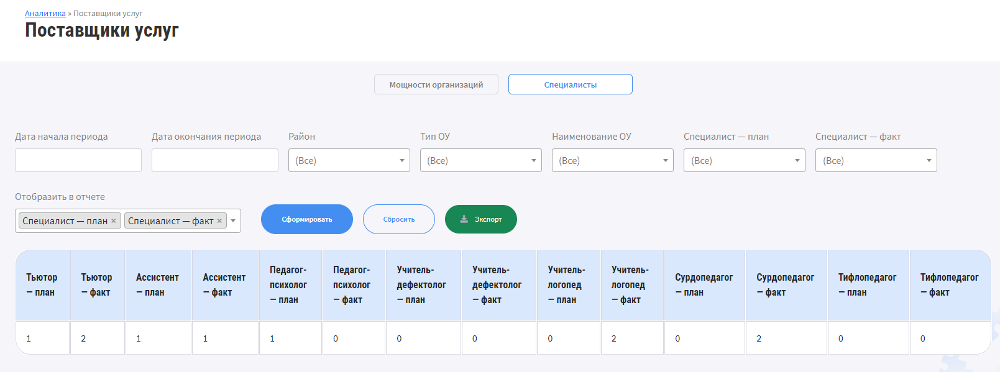 Аналитика » Поставщики услуг
Поставщики услуг
Мощности организаций
Специалисты
Дата начала периода
Дата окончания периода
Район
Тип ОУ
Наименование ОУ
Специалист — план
Специалист — факт
(Все)
(Все)
(Все)
(Все)
(Все)
Отобразить в отчете
Специалист — план ×
Специалист — факт ×
Сформировать
Сбросить
Экспорт
Тьютор
— план
Тьютор
— факт
Ассистент
— план
Ассистент
— факт
Педагог-
психолог
— план
Педагог-
психолог
— факт
Учитель-
дефектолог
— план
Учитель-
дефектолог
— факт
Учитель-
логопед
— план
Учитель-
логопед
— факт
Сурдопедагог
— план
Сурдопедагог
— факт
Тифлопедагог
— план
Тифлопедагог
— факт
1 2 1 1 1 0 0 0 0 2 0 2 0 0